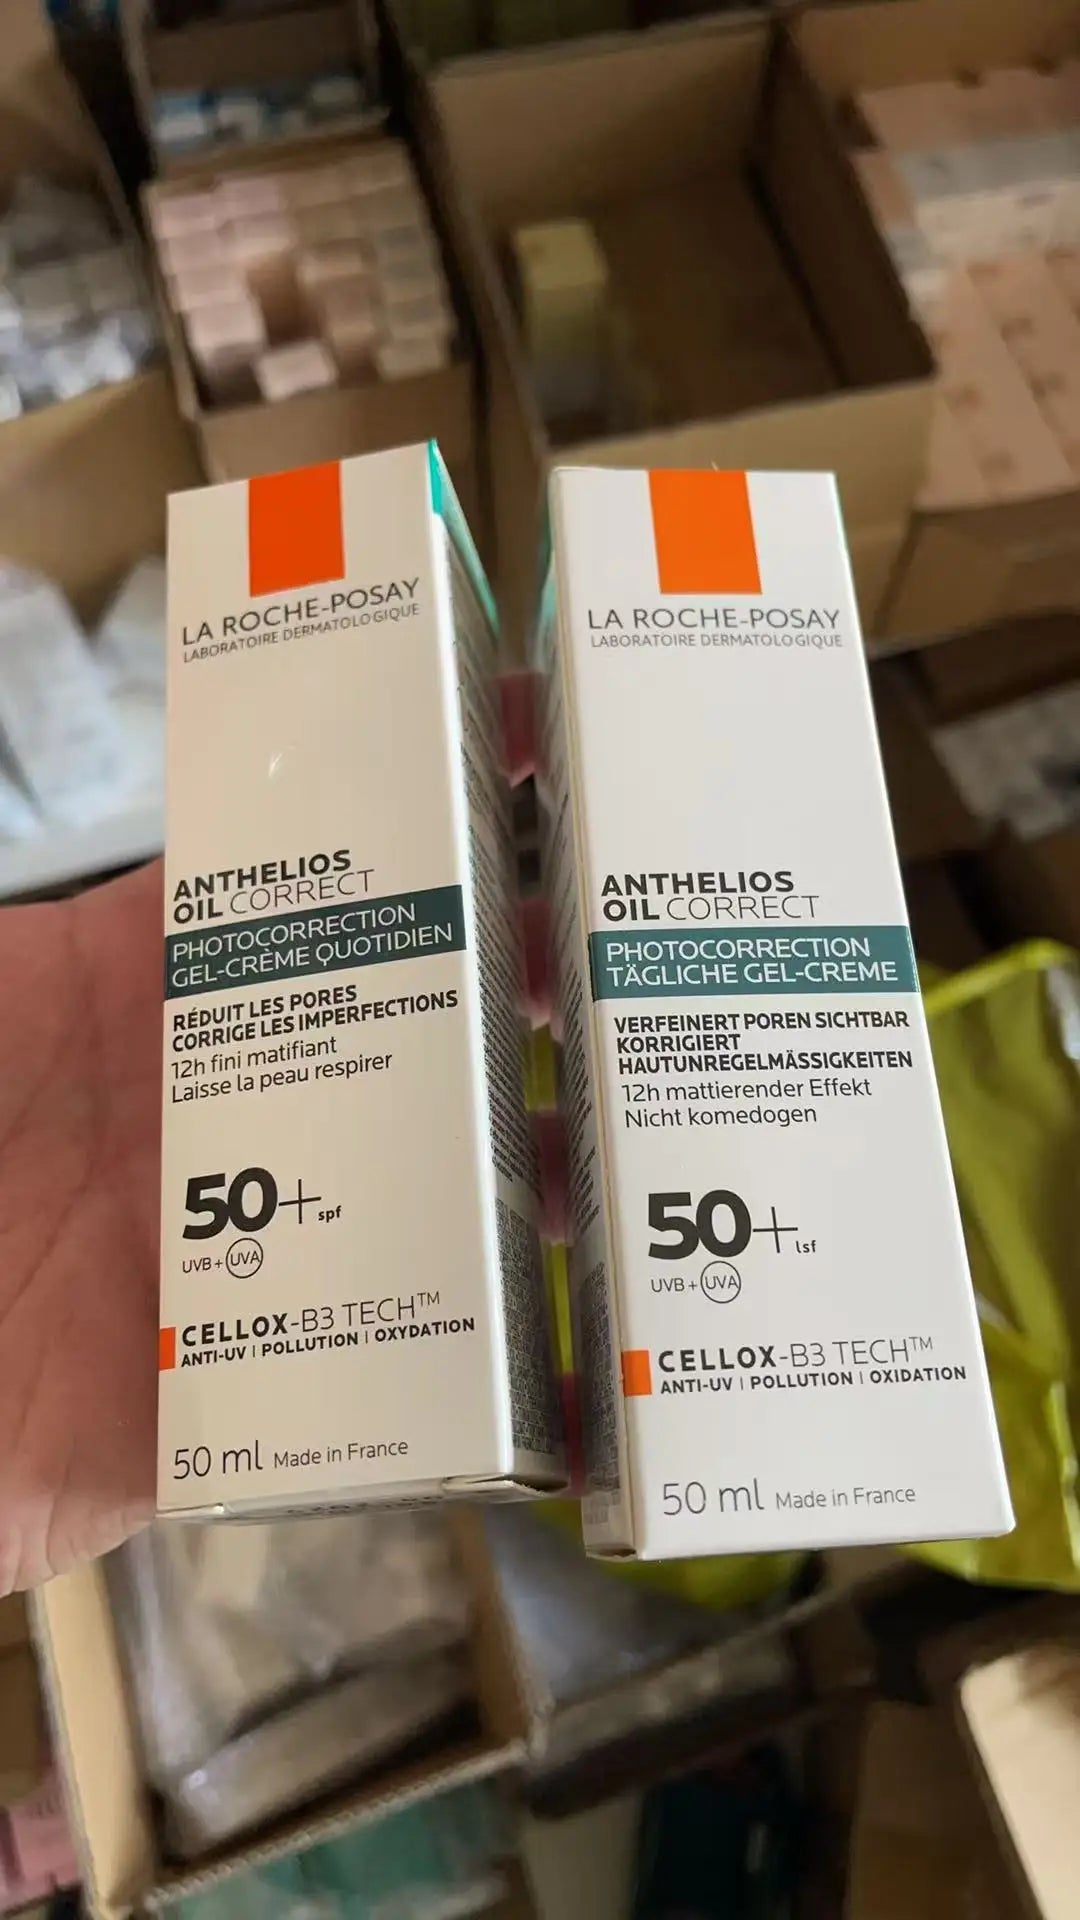 LA ROCHE-POSAY
LABORATOIRE DERMATOLOGIQUE
ANTHELIOS
OIL CORRECT
PHOTOCORRECTION
GEL-CRÈME QUOTIDIEN
RÉDUIT LES PORES
CORRIGE LES IMPERFECTIONS
12h fini matifiant
Laisse la peau respirer
50+ spf
UVB + UVA
CELLOX-B3 TECH™
ANTI-UV | POLLUTION | OXYDATION
50 ml Made in France
LA ROCHE-POSAY
LABORATOIRE DERMATOLOGIQUE
ANTHELIOS
OIL CORRECT
PHOTOCORRECTION
TÄGLICHE GEL-CREME
VERFEINERT POREN SICHTBAR
KORRIGIERT
HAUTUNREGELMÄSSIGKEITEN
12h mattierender Effekt
Nicht komedogen
50+ lsf
UVB + UVA
CELLOX-B3 TECH™
ANTI-UV | POLLUTION | OXIDATION
50 ml Made in France